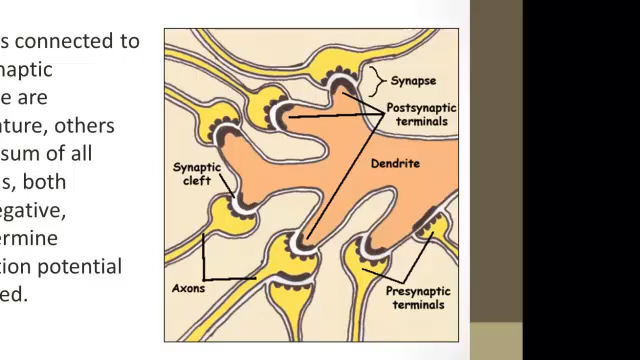 s connected to
naptic
e are
ature, others
sum of all
s, both
egative,
ermine
tion potential
ed.
Synapse
Postsynaptic
terminals
Dendrite
Synaptic
cleft
Axons
Presynaptic
terminals